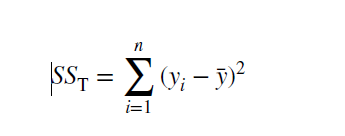 SS_T = \sum_{i=1}^{n} (y_i - \bar{y})^2